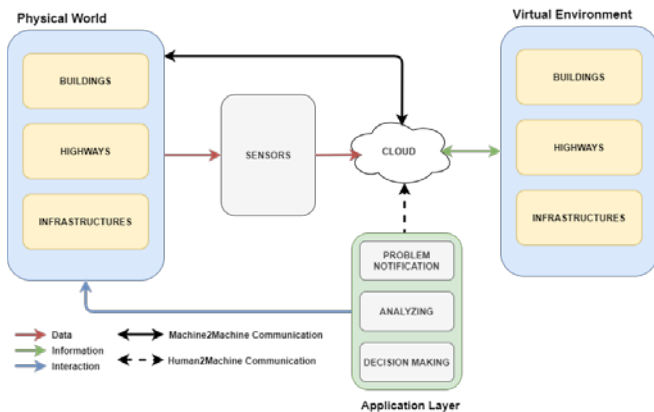 Physical World
Virtual Environment
BUILDINGS
HIGHWAYS
INFRASTRUCTURES
SENSORS
CLOUD
BUILDINGS
HIGHWAYS
INFRASTRUCTURES
PROBLEM
NOTIFICATION
ANALYZING
DECISION MAKING
Application Layer
Data
Information
Interaction
Machine2Machine Communication
Human2Machine Communication